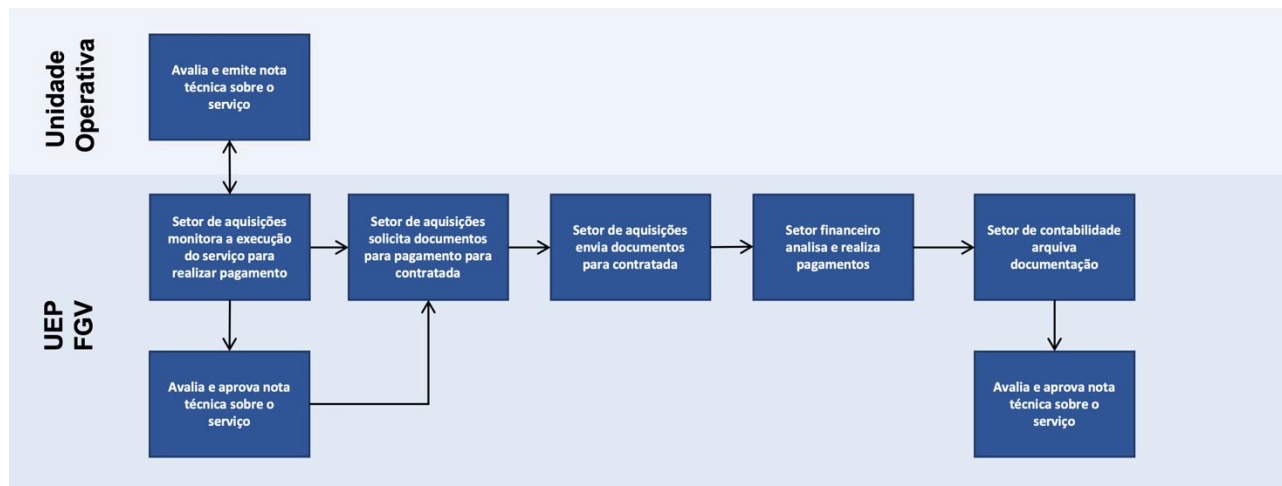 Unidade
Operativa
Avalia e emite nota
técnica sobre o
serviço
UEP
FGV
Setor de aquisições
monitora a execução
do serviço para
realizar pagamento
Setor de aquisições
solicita documentos
para pagamento para
contratada
Setor de aquisições
envia documentos
para contratada
Setor financeiro
analisa e realiza
pagamentos
Setor de contabilidade
arquiva
documentação
Avalia e aprova nota
técnica sobre o
serviço
Avalia e aprova nota
técnica sobre o
serviço